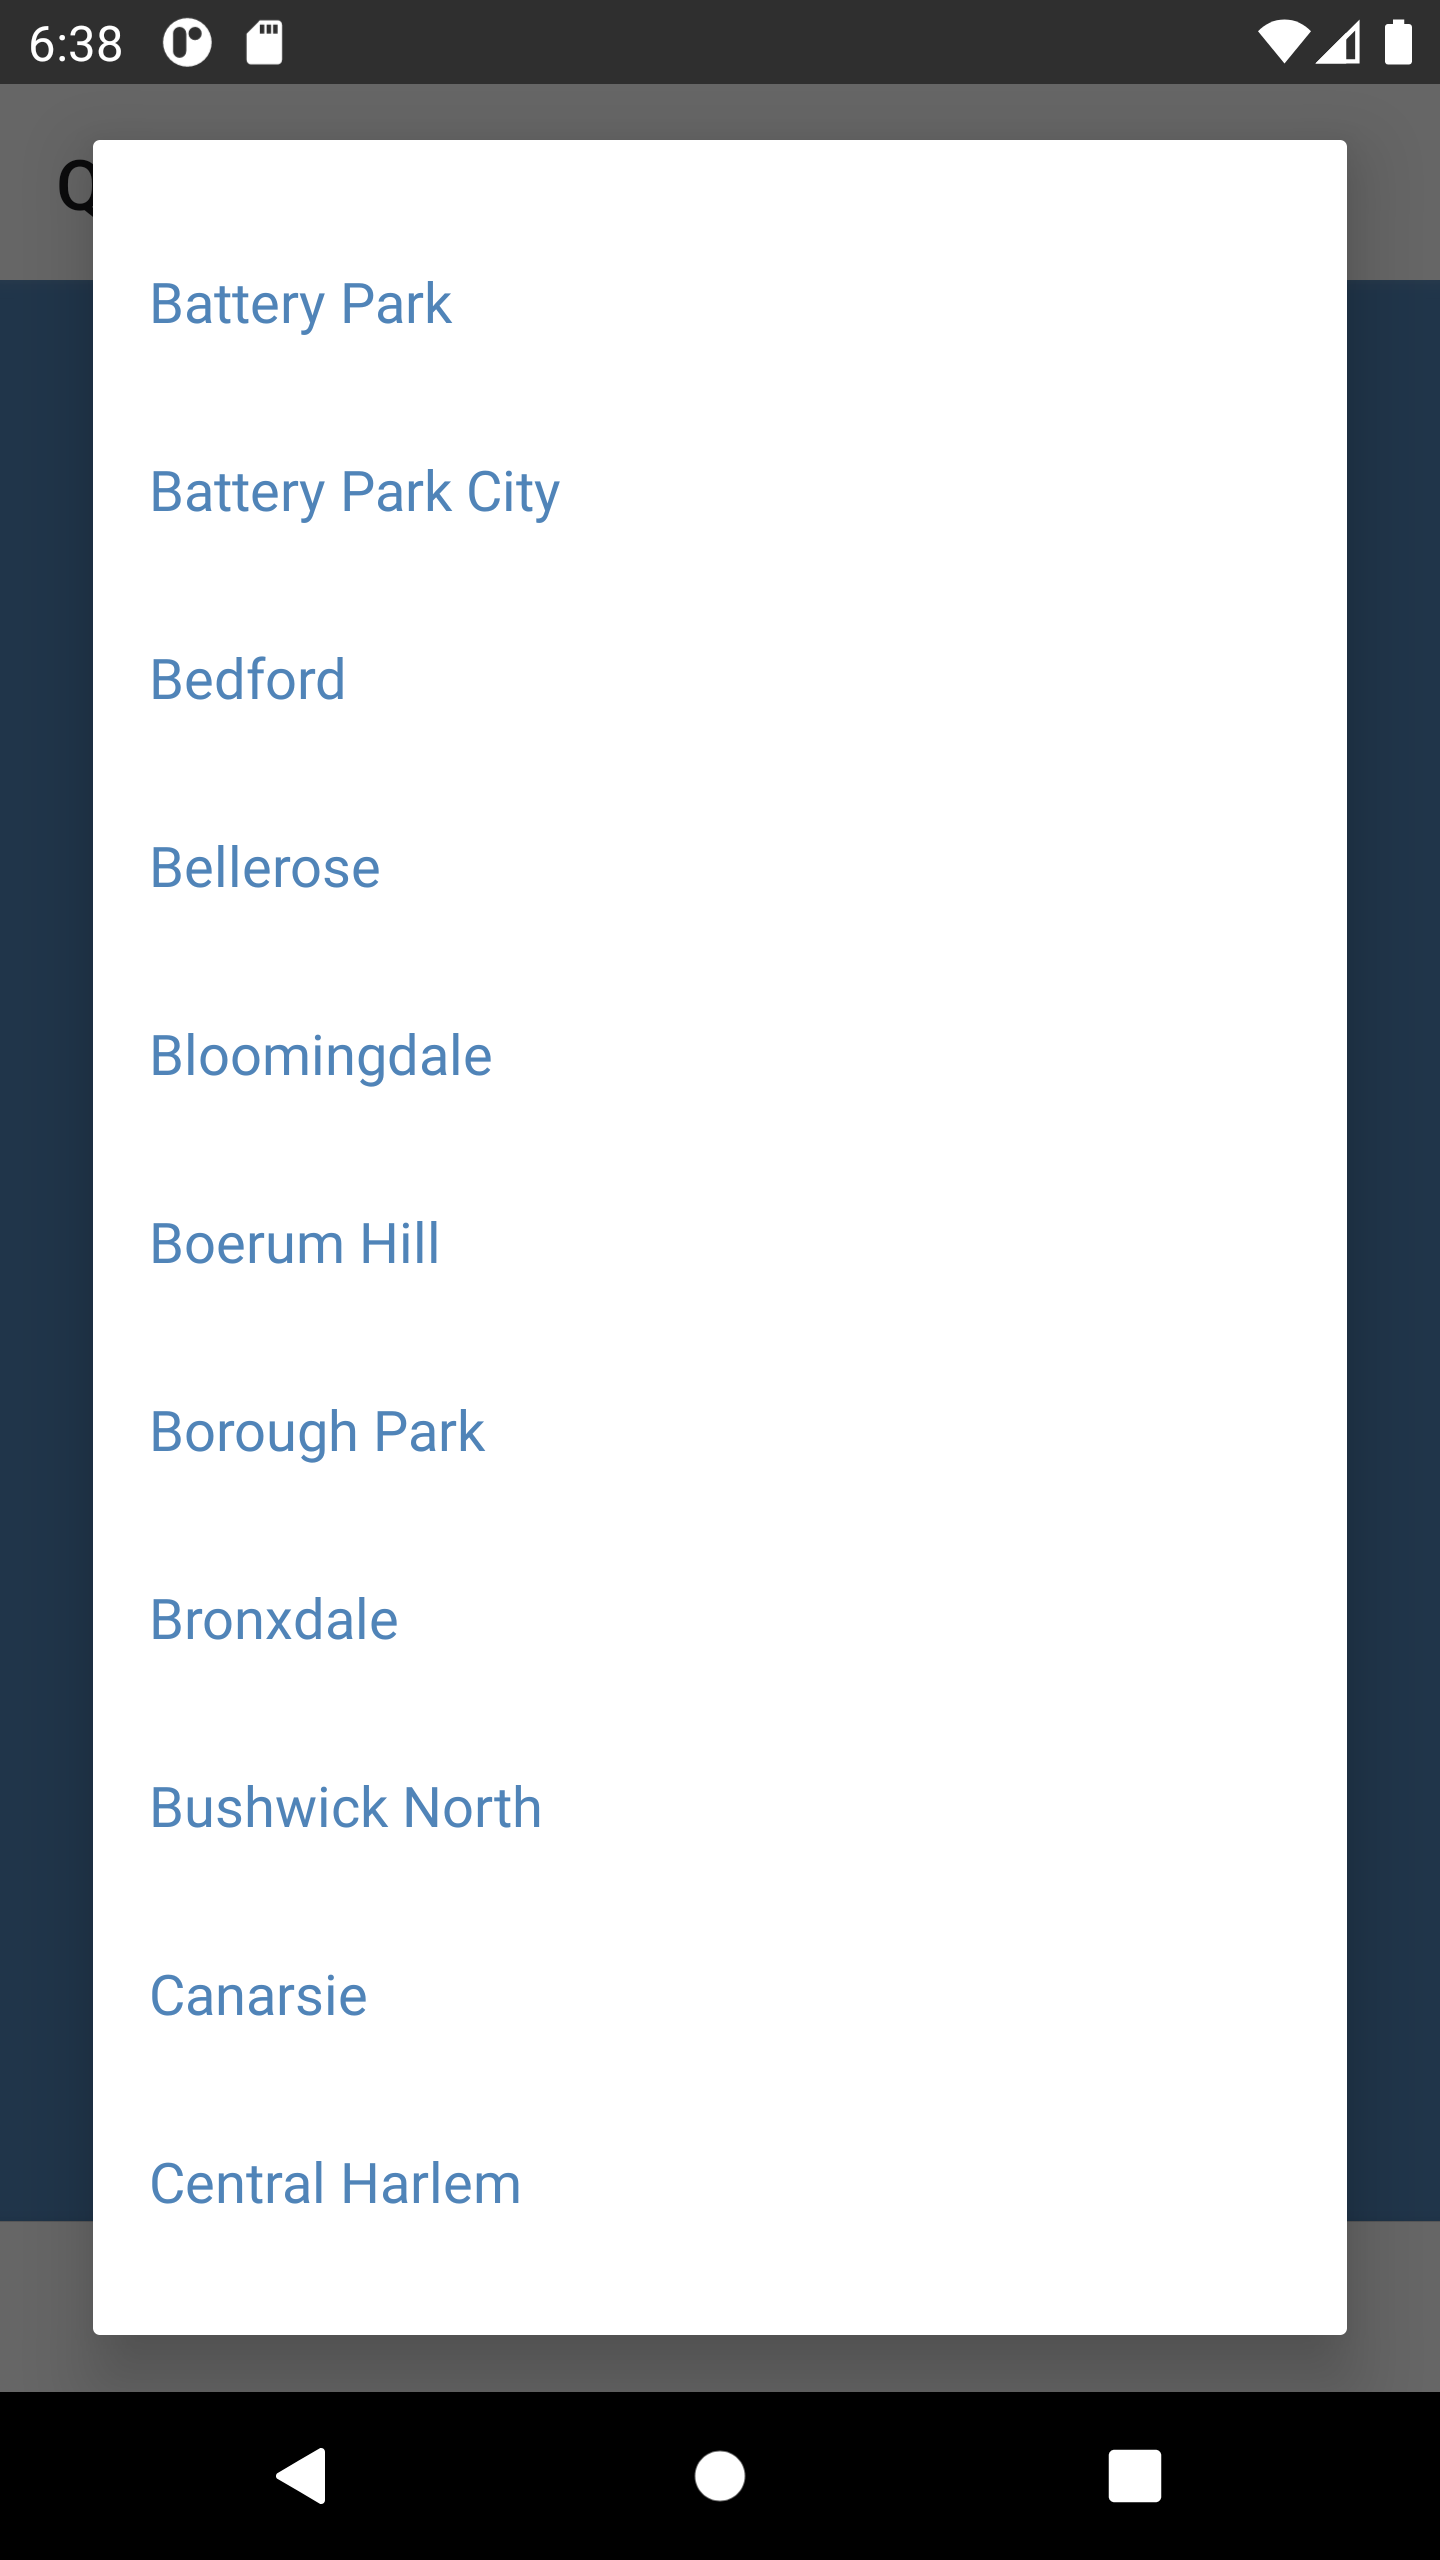 6:38
Battery Park
Battery Park City
Bedford
Bellerose
Bloomingdale
Boerum Hill
Borough Park
Bronxdale
Bushwick North
Canarsie
Central Harlem